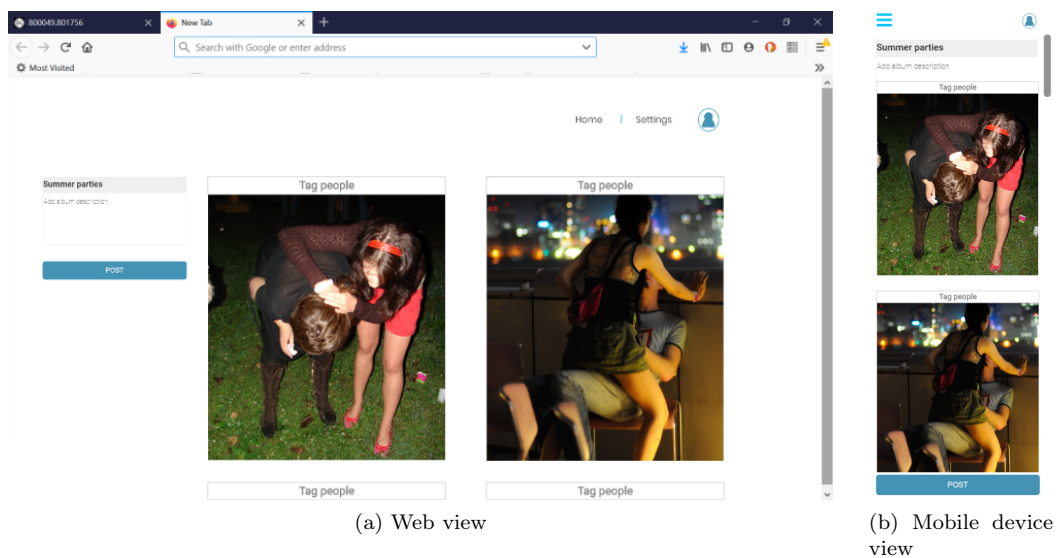 800049.801756
New Tab
Search with Google or enter address
Most Visited
Home | Settings
Summer parties
Add album description
POST
Tag people
Tag people
Tag people
Tag people
(a) Web view
Summer parties
Add album description
Tag people
Tag people
POST
(b) Mobile device
view